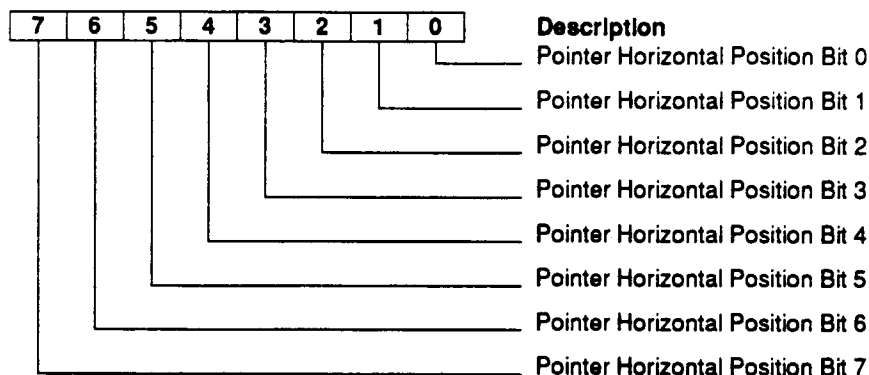 7 6 5 4 3 2 1 0 Description
Pointer Horizontal Position Bit 0
Pointer Horizontal Position Bit 1
Pointer Horizontal Position Bit 2
Pointer Horizontal Position Bit 3
Pointer Horizontal Position Bit 4
Pointer Horizontal Position Bit 5
Pointer Horizontal Position Bit 6
Pointer Horizontal Position Bit 7